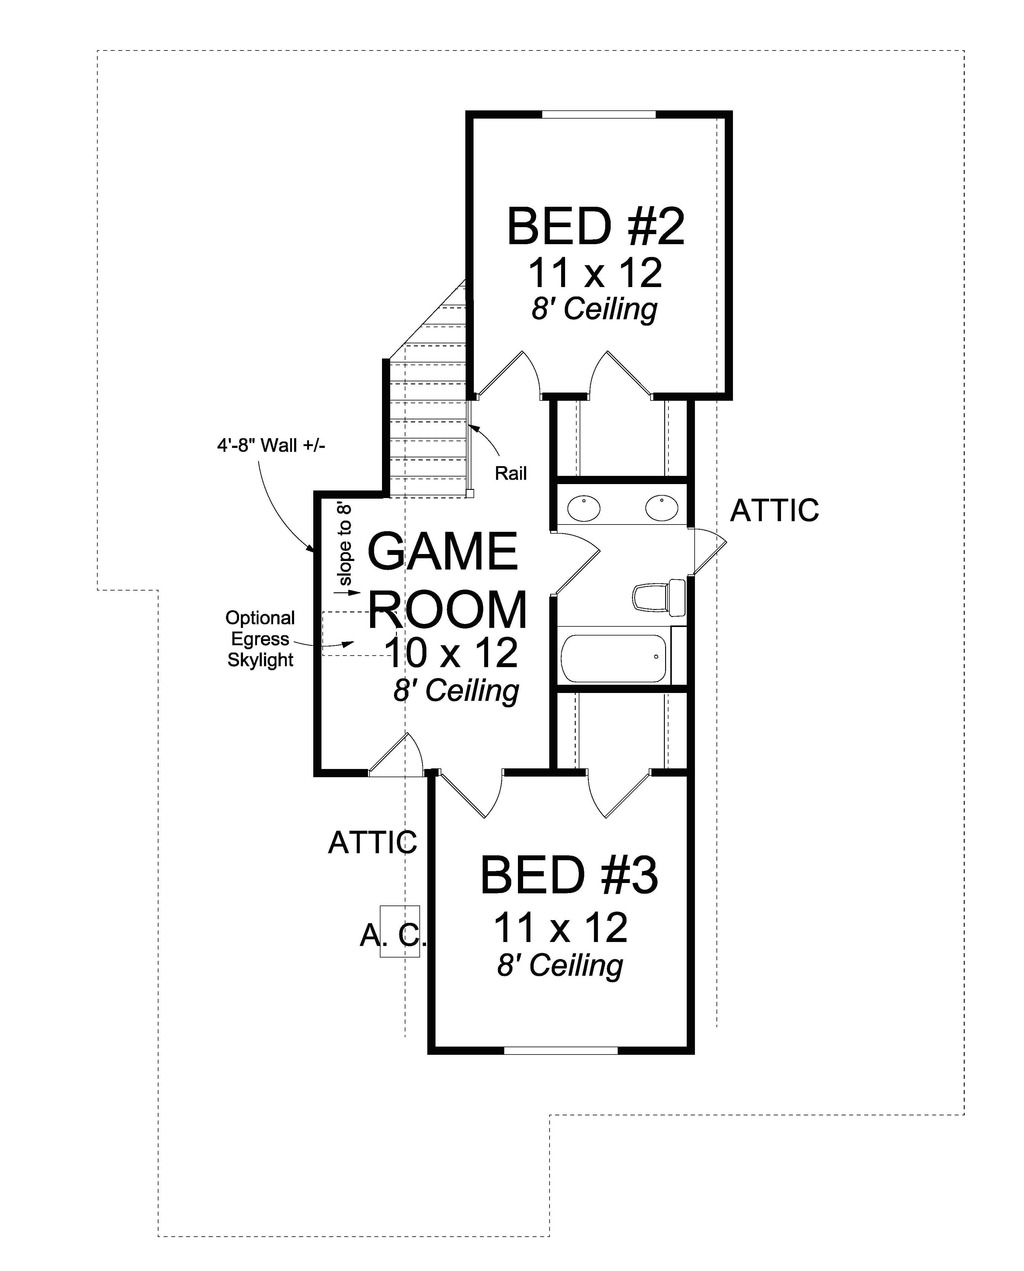 BED #2
11 x 12
8' Ceiling
4'-8" Wall +/-
Rail
ATTIC
slope to 8'
GAME
ROOM
10 x 12
8' Ceiling
Optional
Egress
Skylight
ATTIC
A. C.
BED #3
11 x 12
8' Ceiling